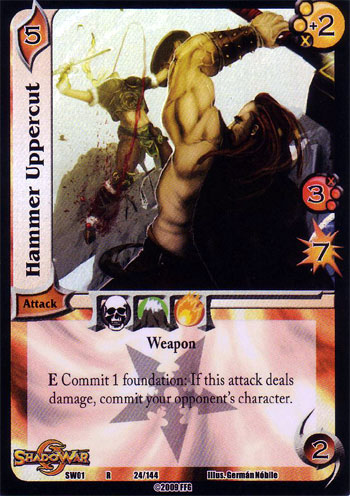 5
+2
Hammer Uppercut
3
7
Attack
Weapon
E Commit 1 foundation: If this attack deals
damage, commit your opponent's character.
SHADOWAR
2
SW01 R 24/144 Illus. Germán Nóbile
©2009 FFG